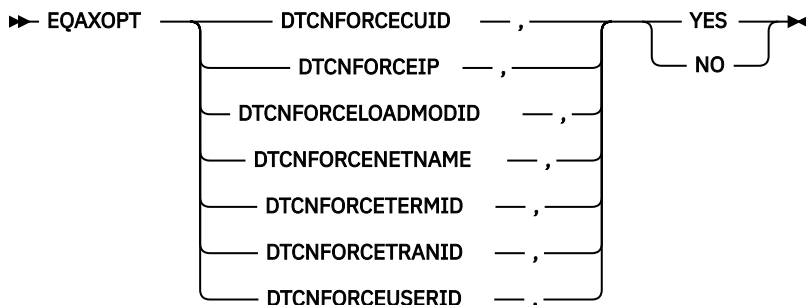 EQAXOPT DTCNFORCECUID , YES
DTCNFORCEIP , NO
DTCNFORCELOADMODID ,
DTCNFORCENETNAME ,
DTCNFORCETERMID ,
DTCNFORCETRANID ,
DTCNFORCEUSERID ,